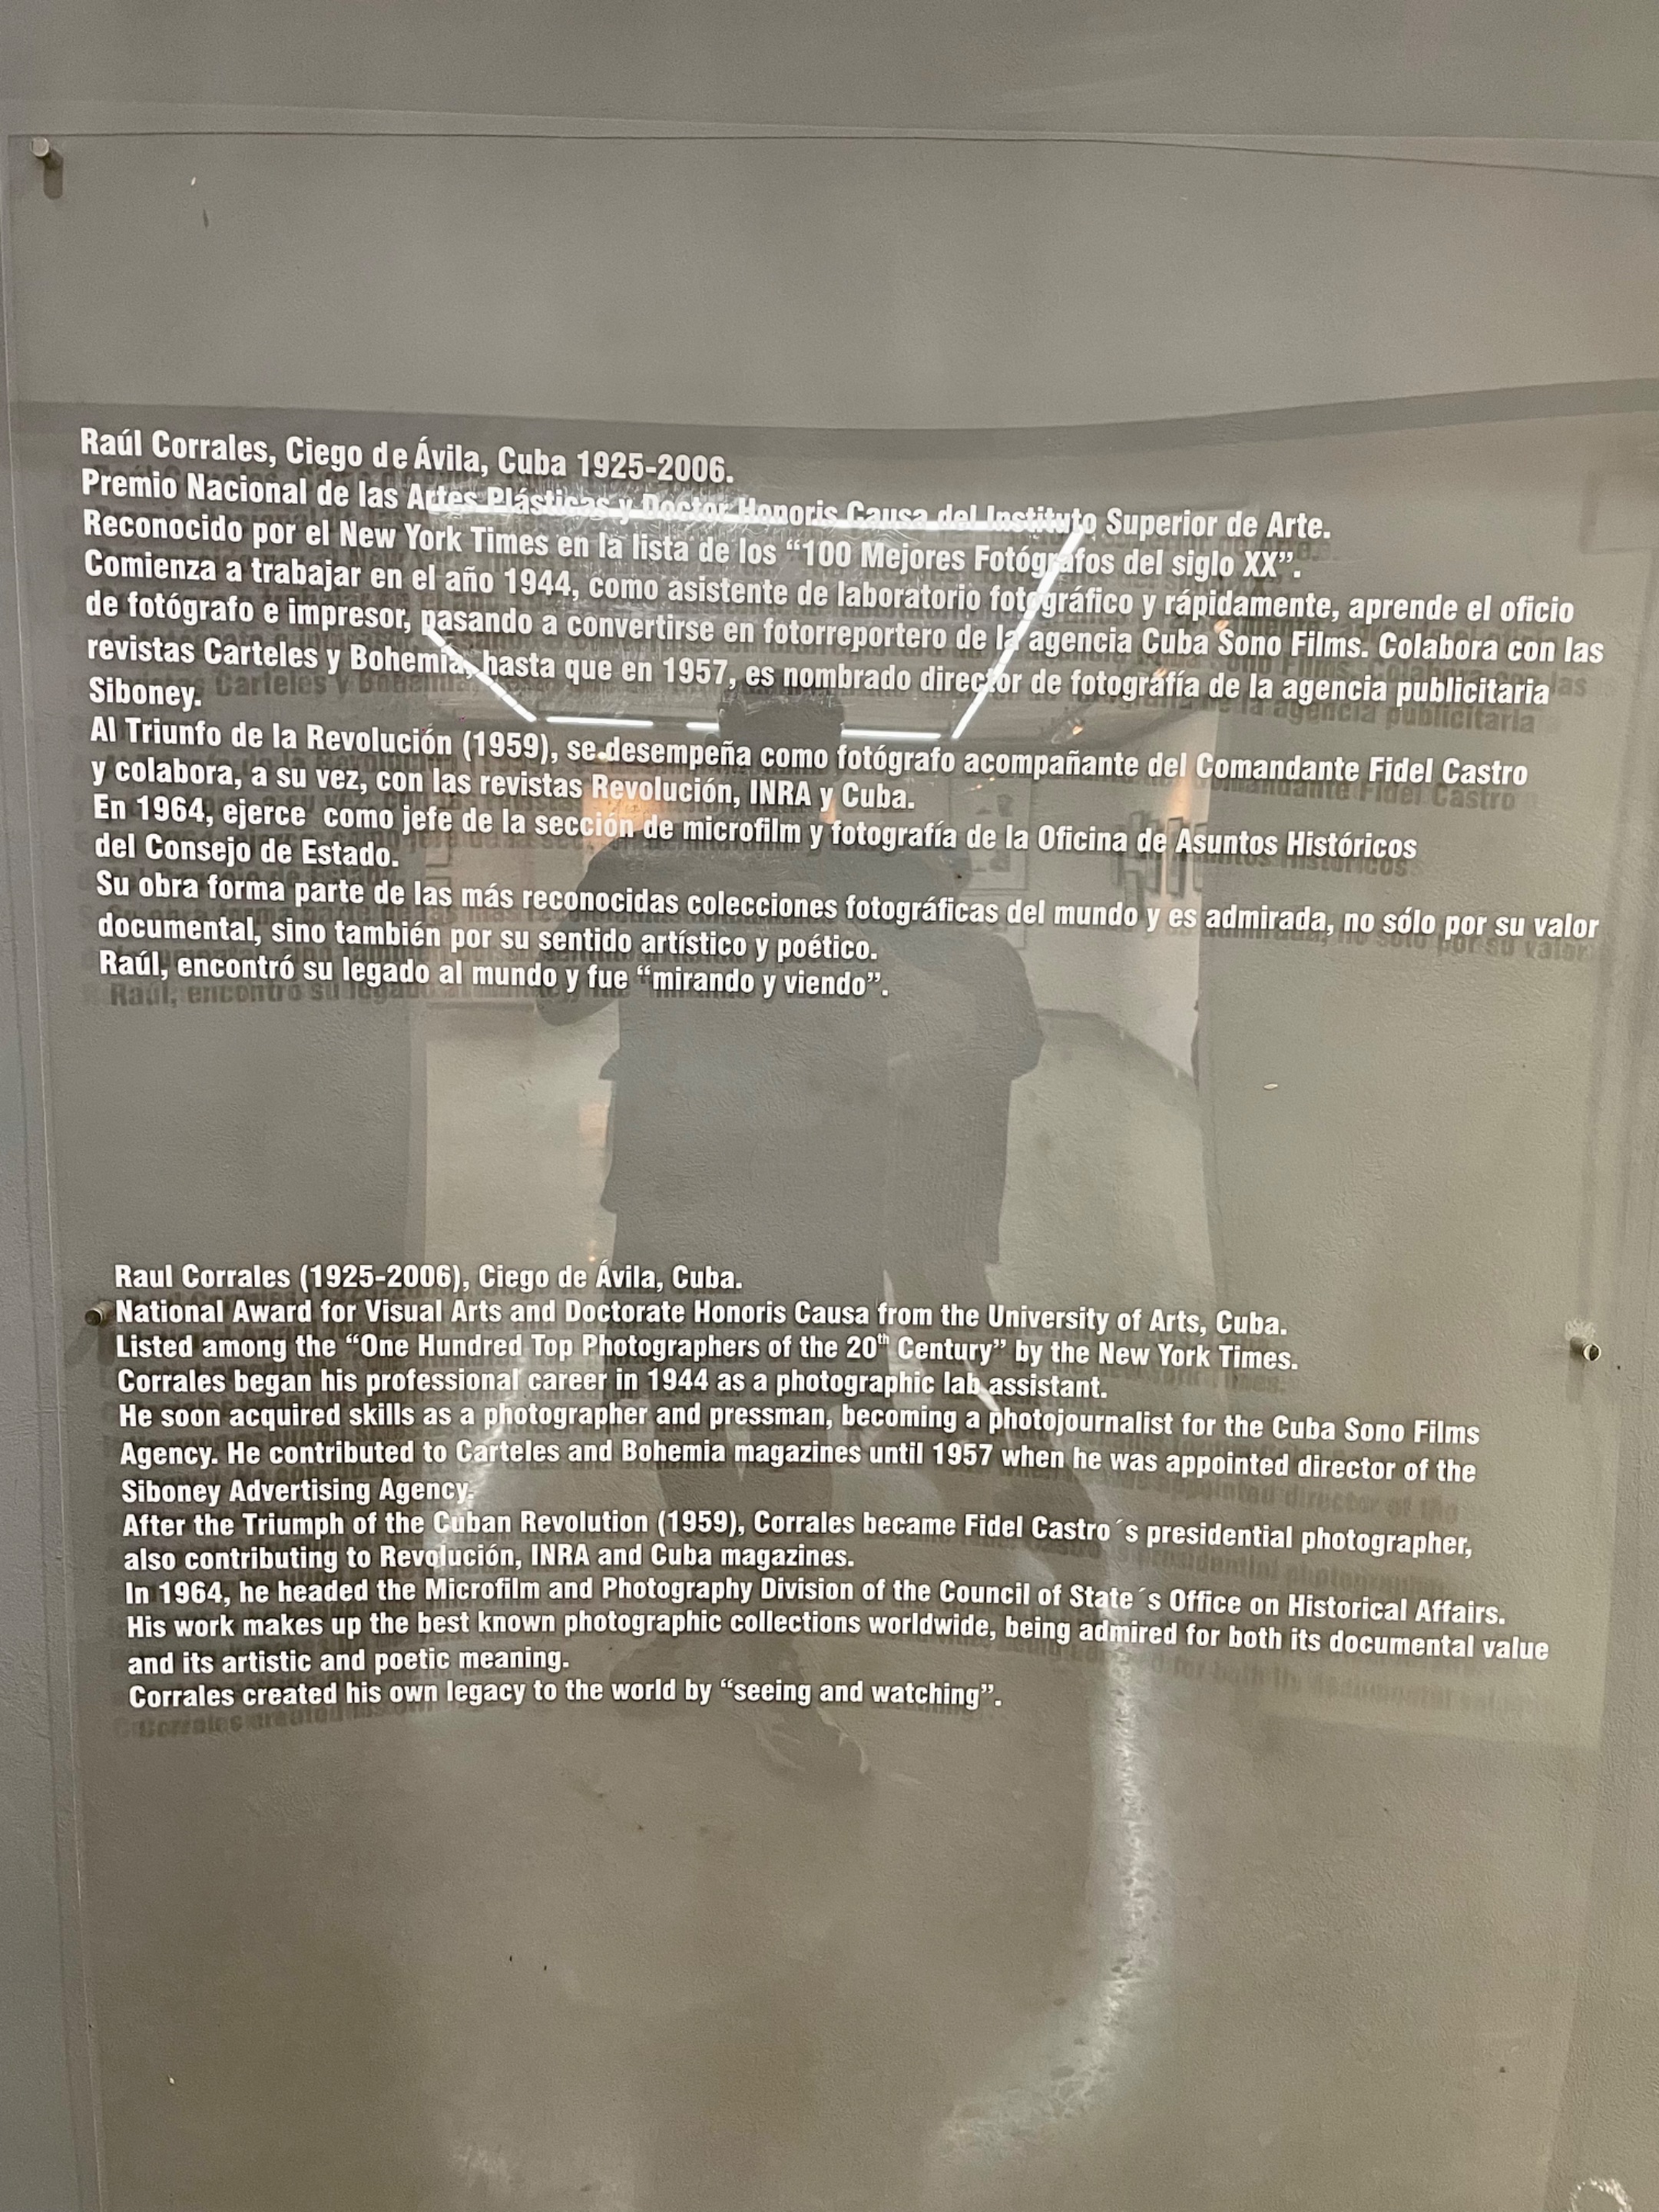 Raúl Corrales, Ciego de Ávila, Cuba 1925-2006.
Premio Nacional de las Artes Plásticas y Doctor Honoris Causa del Instituto Superior de Arte.
Reconocido por el New York Times en la lista de los “100 Mejores Fotógrafos del siglo XX”.
Comienza a trabajar en el año 1944, como asistente de laboratorio fotográfico y rápidamente, aprende el oficio
de fotógrafo e impresor, pasando a convertirse en fotorreportero de la agencia Cuba Sono Films. Colabora con las
revistas Carteles y Bohemia, hasta que en 1957, es nombrado director de fotografía de la agencia publicitaria
Siboney.
Al Triunfo de la Revolución (1959), se desempeña como fotógrafo acompañante del Comandante Fidel Castro
y colabora, a su vez, con las revistas Revolución, INRA y Cuba.
En 1964, ejerce como jefe de la sección de microfilm y fotografía de la Oficina de Asuntos Históricos
del Consejo de Estado.
Su obra forma parte de las más reconocidas colecciones fotográficas del mundo y es admirada, no sólo por su valor
documental, sino también por su sentido artístico y poético.
Raúl, encontró su legado al mundo y fue “mirando y viendo”.
Raul Corrales (1925-2006), Ciego de Ávila, Cuba.
National Award for Visual Arts and Doctorate Honoris Causa from the University of Arts, Cuba.
Listed among the “One Hundred Top Photographers of the 20th Century” by the New York Times.
Corrales began his professional career in 1944 as a photographic lab assistant.
He soon acquired skills as a photographer and pressman, becoming a photojournalist for the Cuba Sono Films
Agency. He contributed to Carteles and Bohemia magazines until 1957 when he was appointed director of the
Siboney Advertising Agency.
After the Triumph of the Cuban Revolution (1959), Corrales became Fidel Castro´s presidential photographer,
also contributing to Revolución, INRA and Cuba magazines.
In 1964, he headed the Microfilm and Photography Division of the Council of State´s Office on Historical Affairs.
His work makes up the best known photographic collections worldwide, being admired for both its documental value
and its artistic and poetic meaning.
Corrales created his own legacy to the world by “seeing and watching”.